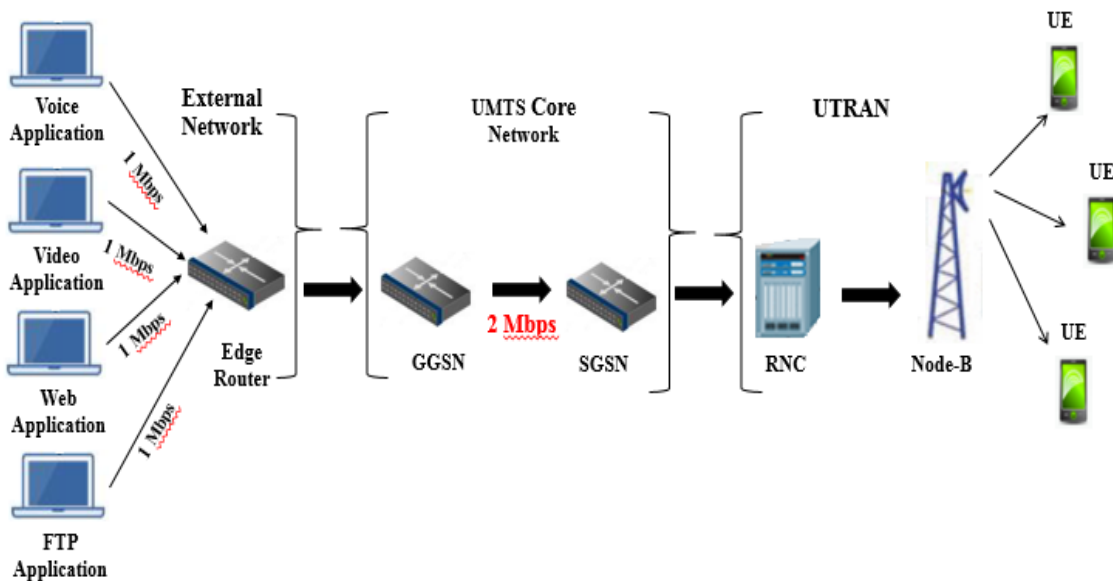 Voice
Application
1 Mbps
Video
Application
1 Mbps
Web
Application
1 Mbps
FTP
Application
1 Mbps
External
Network
Edge
Router
UMTS Core
Network
GGSN
2 Mbps
SGSN
UTRAN
RNC
Node-B
UE
UE
UE